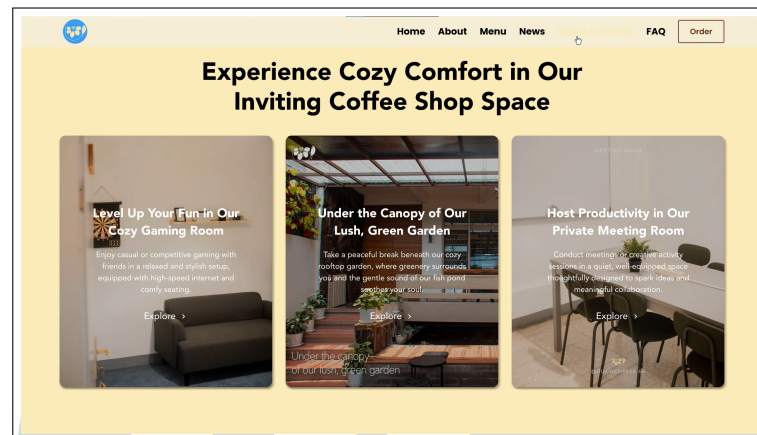 Home About Menu News FAQ Order
Experience Cozy Comfort in Our
Inviting Coffee Shop Space
Level Up Your Fun in Our
Cozy Gaming Room
Enjoy casual or competitive gaming with
friends in a relaxed and stylish setup,
equipped with high-speed internet and
comfy seating.
Explore >
Under the Canopy of Our
Lush, Green Garden
Take a peaceful break beneath our cozy
rooftop garden, where greenery surrounds
you and the gentle sound of our fish pond
soothes your soul.
Explore >
Under the canopy
of our lush, green garden
Host Productivity in Our
Private Meeting Room
Conduct meetings or creative activity
sessions in a quiet, well-equipped space
thoughtfully designed to spark ideas and
meaningful collaboration.
Explore >